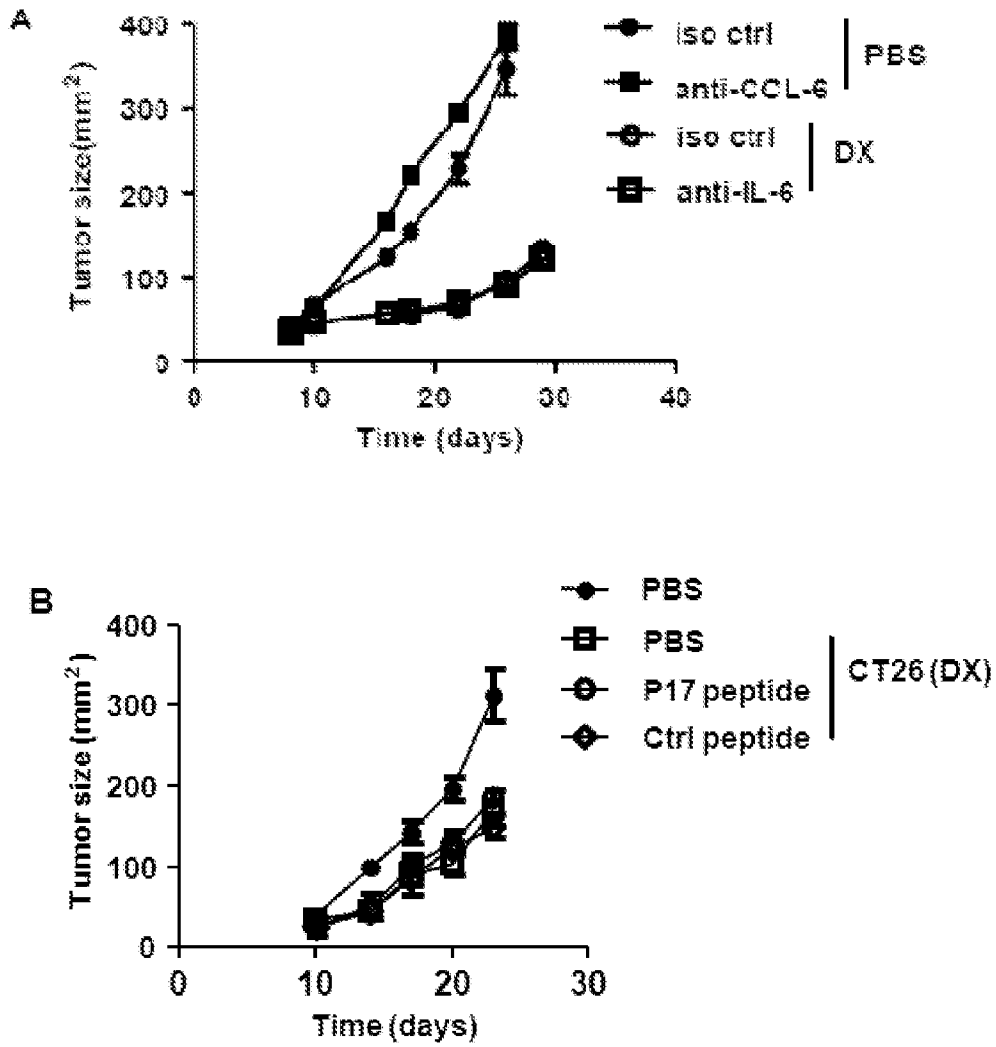 A
Tumor size(mm²)
400
300
200
100
0
0 10 20 30 40
Time (days)
iso ctrl
anti-CCL-6
PBS
iso ctrl
anti-IL-6
DX
B
Tumor size (mm²)
400
300
200
100
0
0 10 20 30
Time (days)
PBS
PBS
P17 peptide
Ctrl peptide
CT26 (DX)